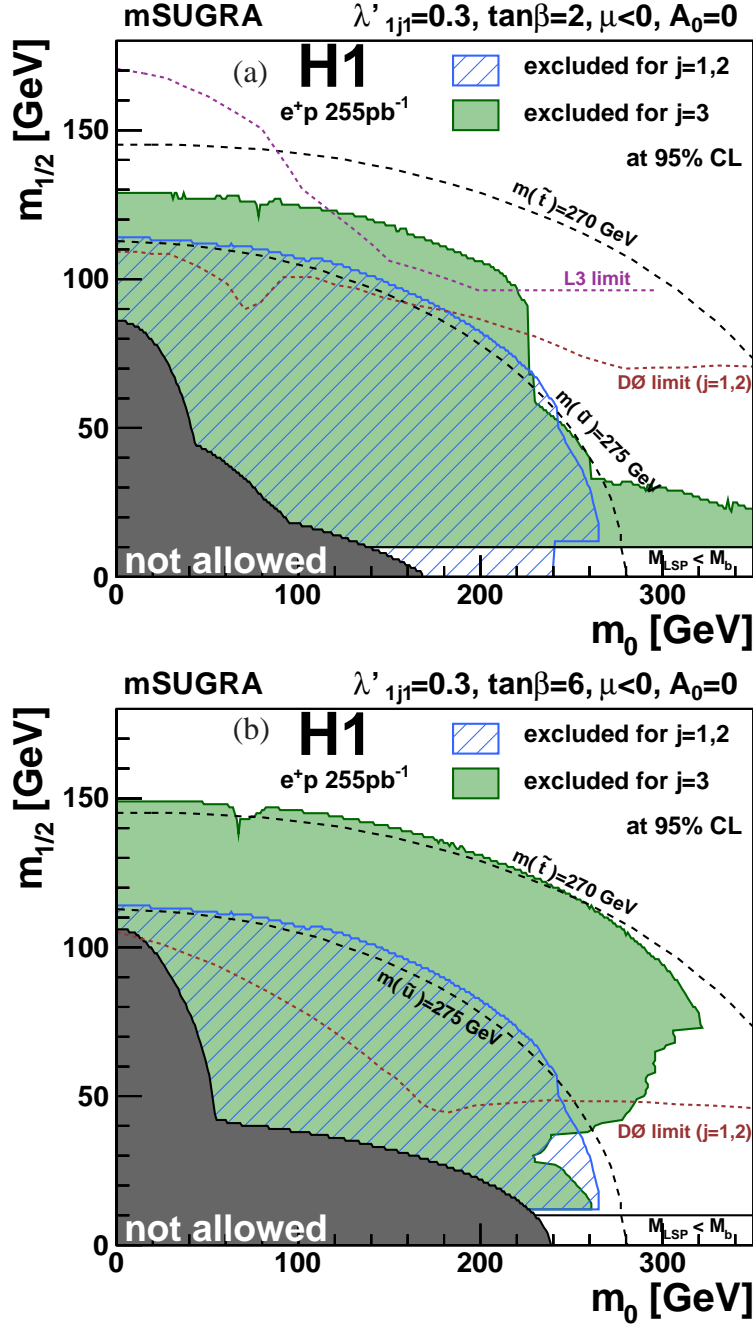 mSUGRA λ'1j1=0.3, tanβ=2, μ<0, A0=0
(a) H1
e+p 255pb-1
excluded for j=1,2
excluded for j=3
at 95% CL
m1/2 [GeV]
150
100
50
0
m(t̃)=270 GeV
L3 limit
DØ limit (j=1,2)
m(ũ)=275 GeV
not allowed
MLSP < Mb
0 100 200 300
m0 [GeV]
mSUGRA λ'1j1=0.3, tanβ=6, μ<0, A0=0
(b) H1
e+p 255pb-1
excluded for j=1,2
excluded for j=3
at 95% CL
m1/2 [GeV]
150
100
50
0
m(t̃)=270 GeV
m(ũ)=275 GeV
DØ limit (j=1,2)
not allowed
MLSP < Mb
0 100 200 300
m0 [GeV]